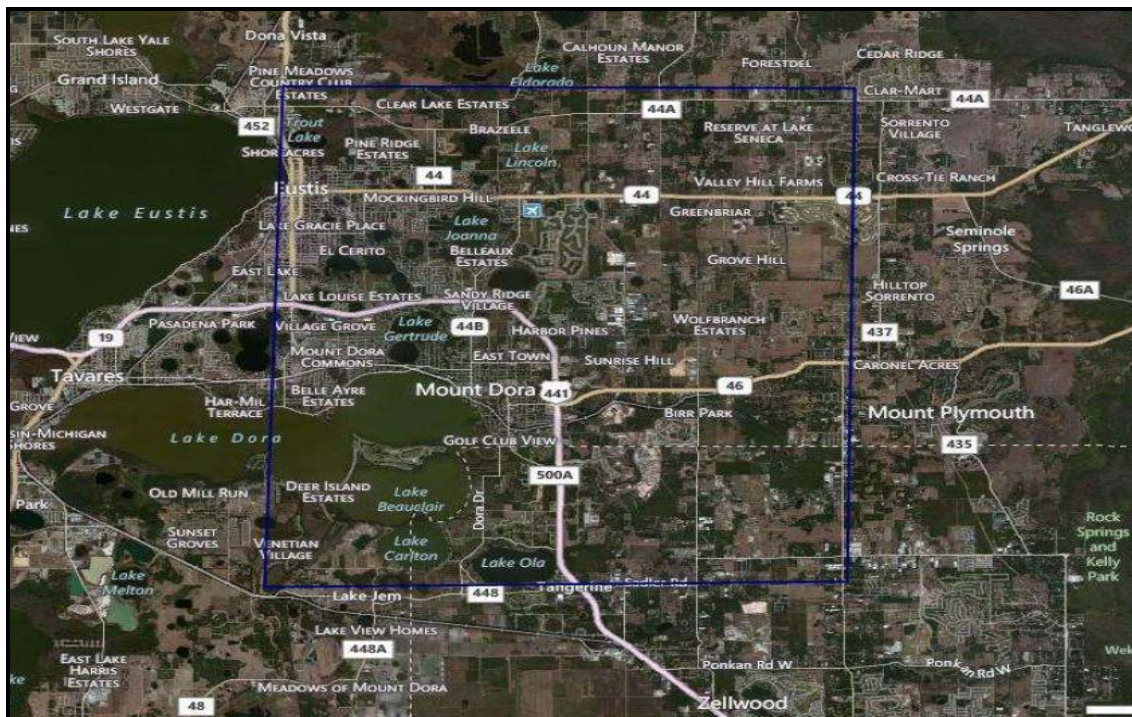 SOUTH LAKE YALE
SHORES
Dona Vista
CALHOUN MANOR
ESTATES
FORESTDEL
CEDAR RIDGE
Grand Island
PINE MEADOWS
COUNTRY CLUB
ESTATES
Lake
Eldorado
CLAR-MART
44A
WESTGATE
CLEAR LAKE ESTATES
44A
452
Trout
Lake
BRAZEELE
RESERVE AT LAKE
SENECA
SORRENTO
VILLAGE
TANGLEW
SHOREACRES
PINE RIDGE
ESTATES
Lake
Lincoln
44
Eustis
MOCKINGBIRD HILL
44
VALLEY HILL FARMS
44
CROSS-TIE RANCH
Lake Eustis
LAKE GRACIE PLACE
Lake
Joanna
GREENBRIAR
NES
EL CERITO
BELLEAUX
ESTATES
GROVE HILL
Seminole
Springs
EAST LAKE
LAKE LOUISE ESTATES
SANDY RIDGE
VILLAGE
HILLTOP
SORRENTO
46A
VIEW
19
PASADENA PARK
VILLAGE GROVE
Lake
Gertrude
44B
HARBOR PINES
WOLFBRANCH
ESTATES
437
MOUNT DORA
COMMONS
EAST TOWN
SUNRISE HILL
CARONEL ACRES
Tavares
BELLE AYRE
ESTATES
Mount Dora
441
46
GROVE
HAR-MIL
TERRACE
BIRR PARK
Mount Plymouth
SIN-MICHIGAN
SHORES
Lake Dora
GOLF CLUB VIEW
435
500A
Park
OLD MILL RUN
DEER ISLAND
ESTATES
Lake
Beauclair
Dora Dr
SUNSET
GROVES
VENETIAN
VILLAGE
Lake
Carlton
Lake Ola
Rock
Springs
and
Kelly
Park
Lake
Melton
Lake Jem
448
Tangerine
Sadler Rd
LAKE VIEW HOMES
448A
EAST LAKE
HARRIS
ESTATES
Ponkan Rd W
Ponkan Rd W
Wek
ke
48
MEADOWS OF MOUNT DORA
Zellwood